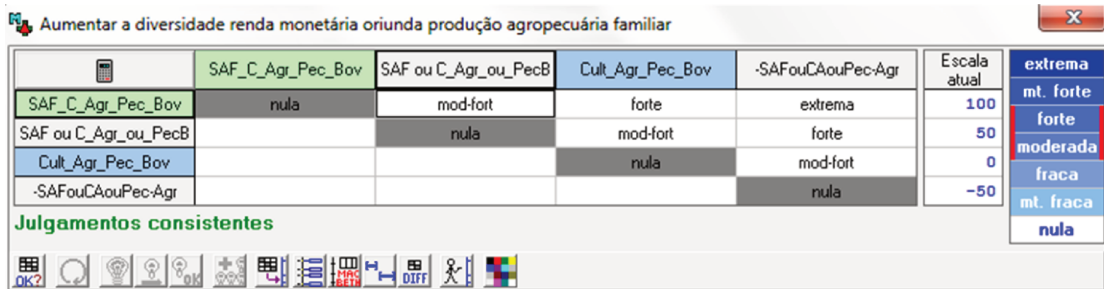 Aumentar a diversidade renda monetária oriunda produção agropecuária familiar
SAF_C_Agr_Pec_Bov SAF ou C_Agr_ou_PecB Cult_Agr_Pec_Bov -SAFouCAouPec-Agr Escala atual
SAF_C_Agr_Pec_Bov nula mod-fort forte extrema 100
SAF ou C_Agr_ou_PecB nula mod-fort forte 50
Cult_Agr_Pec_Bov nula mod-fort 0
-SAFouCAouPec-Agr nula -50
extrema
mt. forte
forte
moderada
fraca
mt. fraca
nula
Julgamentos consistentes
OK? OK MAC BETH DIFF